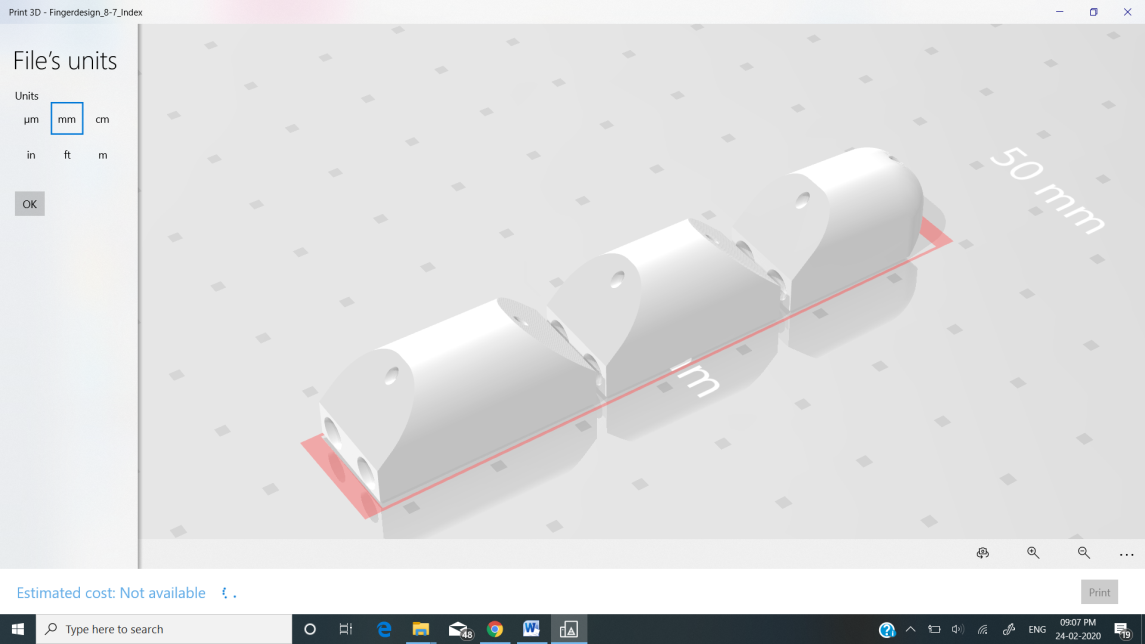 Print 3D - Fingerdesign_8-7_Index
File's units
Units
µm mm cm
in ft m
OK
50 mm
Estimated cost: Not available
Print
Type here to search
48
W
ENG
09:07 PM
24-02-2020
19